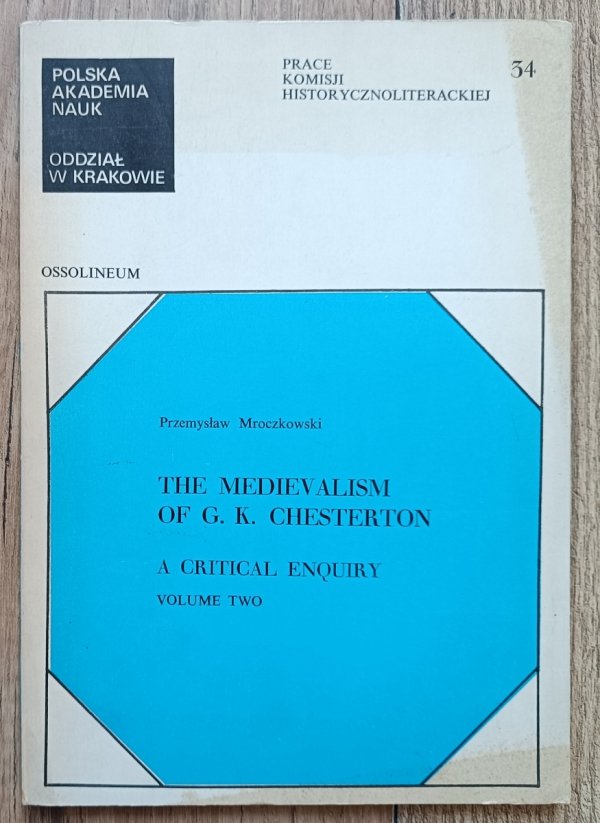 POLSKA
AKADEMIA
NAUK
ODDZIAŁ
W KRAKOWIE
PRACE
KOMISJI
HISTORYCZNOLITERACKIEJ
34
OSSOLINEUM
Przemysław Mroczkowski
THE MEDIEVALISM
OF G. K. CHESTERTON
A CRITICAL ENQUIRY
VOLUME TWO